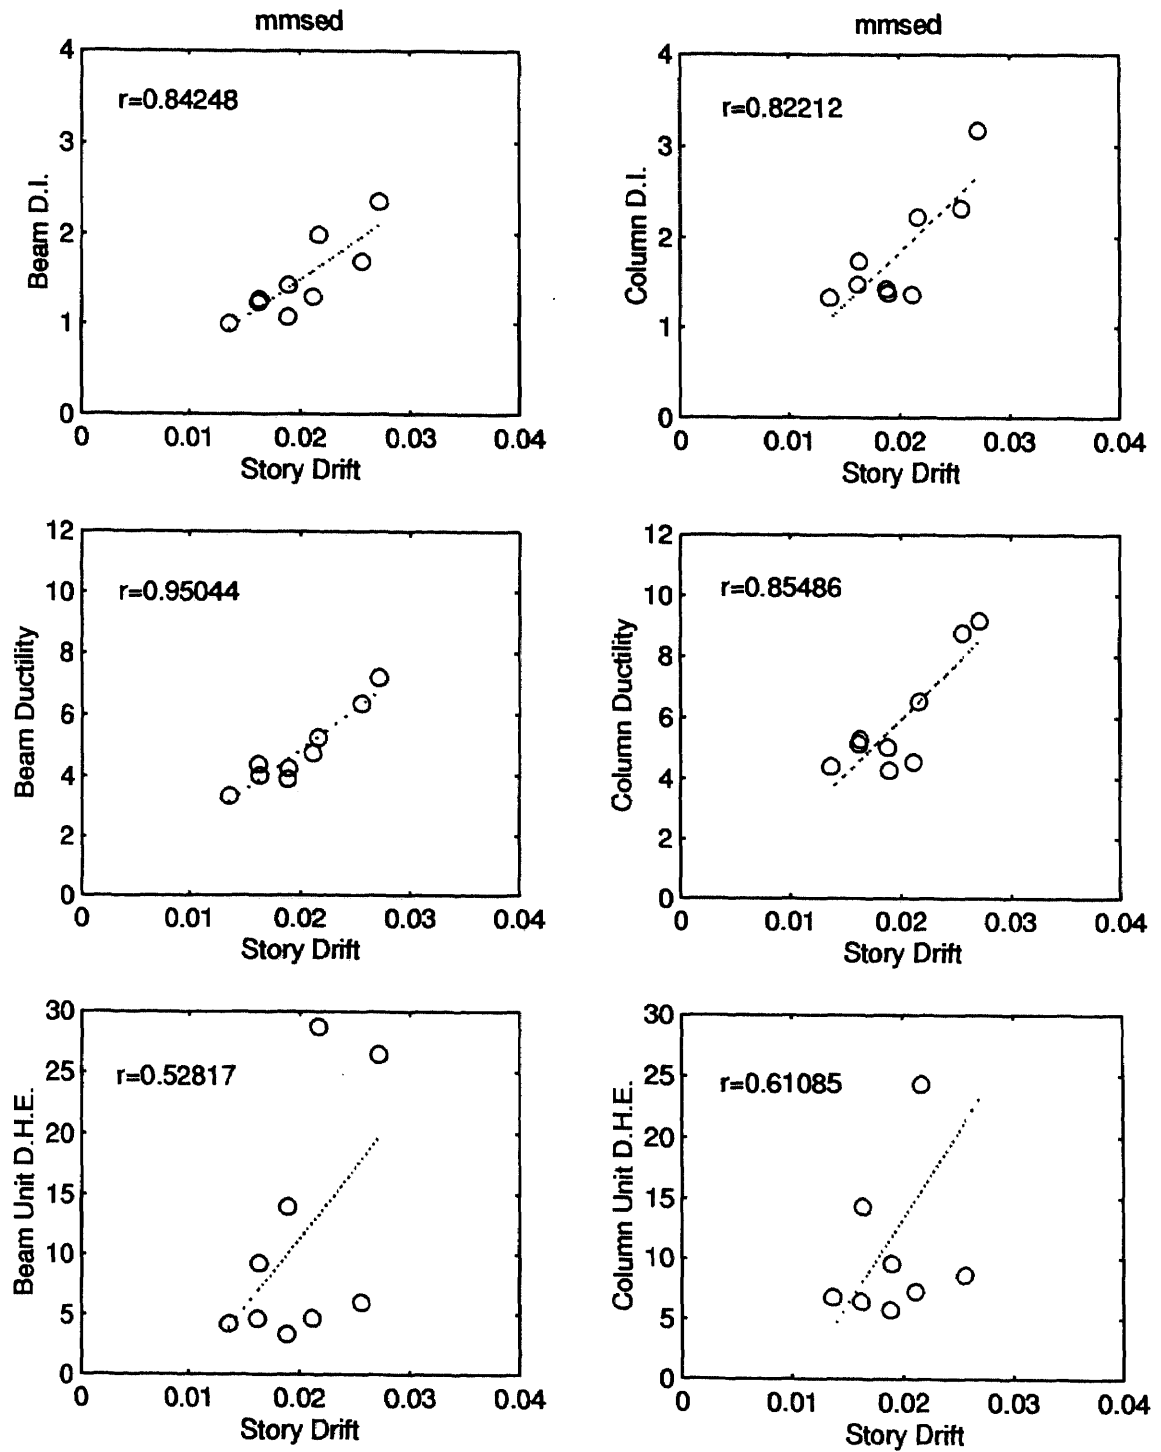 mmsed
4
3
2
1
0
r=0.84248
Beam D.I.
0 0.01 0.02 0.03 0.04
Story Drift
mmsed
4
3
2
1
0
r=0.82212
Column D.I.
0 0.01 0.02 0.03 0.04
Story Drift
12
10
8
6
4
2
0
r=0.95044
Beam Ductility
0 0.01 0.02 0.03 0.04
Story Drift
12
10
8
6
4
2
0
r=0.85486
Column Ductility
0 0.01 0.02 0.03 0.04
Story Drift
30
25
20
15
10
5
0
r=0.52817
Beam Unit D.H.E.
0 0.01 0.02 0.03 0.04
Story Drift
30
25
20
15
10
5
0
r=0.61085
Column Unit D.H.E.
0 0.01 0.02 0.03 0.04
Story Drift